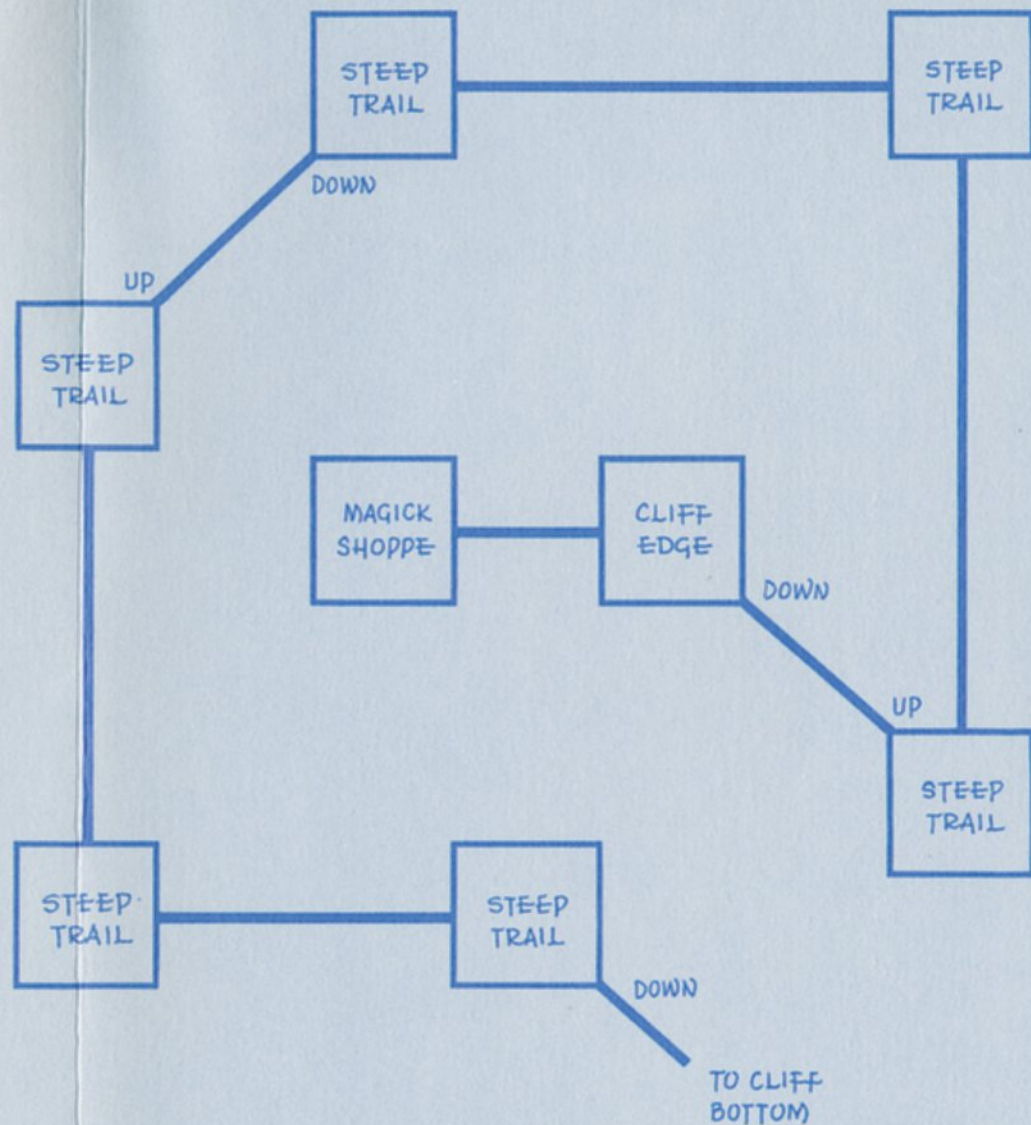 STEEP
TRAIL
STEEP
TRAIL
DOWN
UP
STEEP
TRAIL
MAGICK
SHOPPE
CLIFF
EDGE
DOWN
UP
STEEP
TRAIL
STEEP
TRAIL
STEEP
TRAIL
DOWN
TO CLIFF
BOTTOM